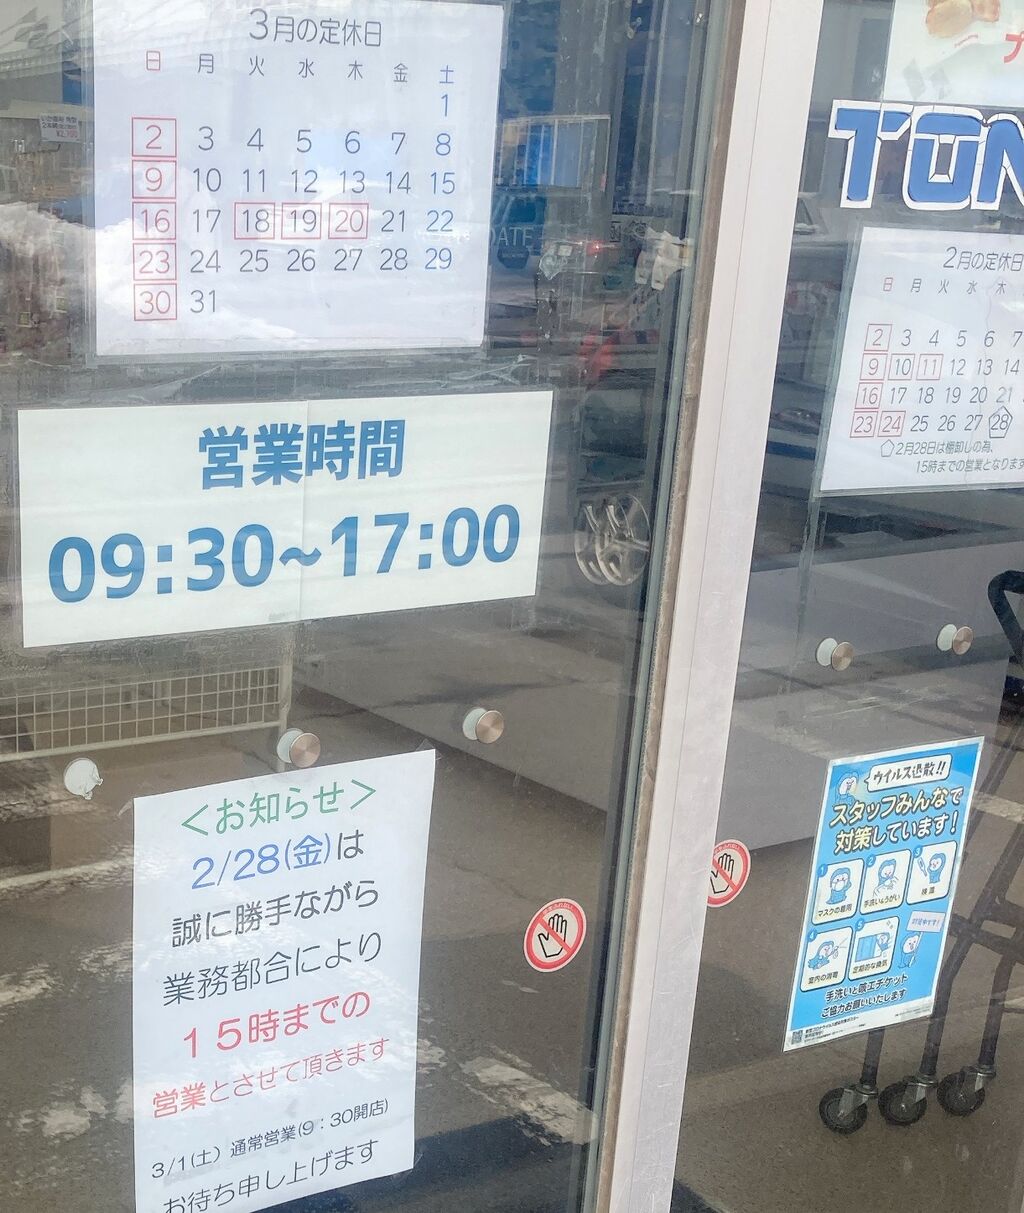 3月の定休日
日 月 火 水 木 金 土
1
2 3 4 5 6 7 8
9 10 11 12 13 14 15
16 17 18 19 20 21 22
23 24 25 26 27 28 29
30 31
営業時間
09:30~17:00
＜お知らせ＞
2/28(金)は
誠に勝手ながら
業務都合により
１５時までの
営業とさせて頂きます
3/1(土) 通常営業(9：30開店)
お待ち申し上げます
TON
2月の定休日
日 月 火 水 木
2 3 4 5 6 7
9 10 11 12 13 14
16 17 18 19 20 21
23 24 25 26 27 28
2月28日は棚卸しの為、
15時までの営業となります
ウイルス退散!!
スタッフみんなで
対策しています!
1 2 3
マスクの着用 手洗い&うがい 検温
4 5
室内の消毒 定期的な換気
手洗いと咳エチケット
ご協力お願いいたします